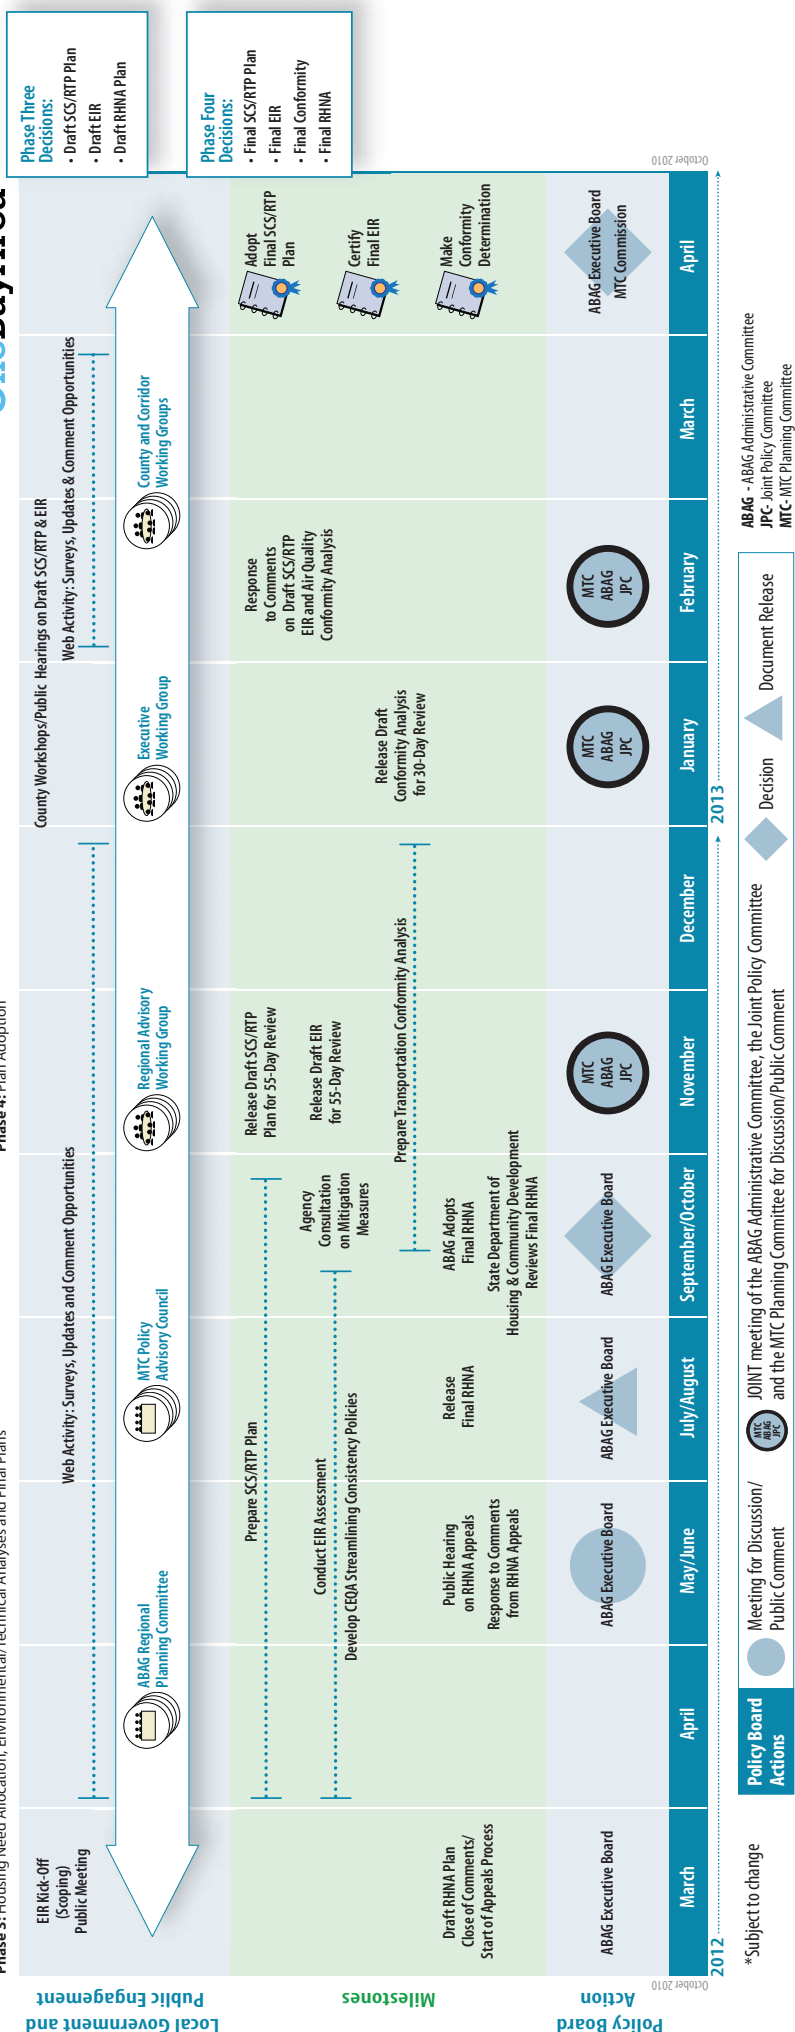 Phase 3: Housing Need Allocation, Environmental/Technical Analyses and Final Plans
Phase 4: Plan Adoption
OneBayArea
Local Government and
Public Engagement
EIR Kick-Off
(Scoping)
Public Meeting
Web Activity: Surveys, Updates and Comment Opportunities
County Workshops/Public Hearings on Draft SCS/RTP & EIR
Web Activity: Surveys, Updates & Comment Opportunities
ABAG Regional
Planning Committee
MTC Policy
Advisory Council
Regional Advisory
Working Group
Executive
Working Group
County and Corridor
Working Groups
Phase Three
Decisions:
• Draft SCS/RTP Plan
• Draft EIR
• Draft RHNA Plan
Phase Four
Decisions:
• Final SCS/RTP Plan
• Final EIR
• Final Conformity
• Final RHNA
Milestones
Prepare SCS/RTP Plan
Conduct EIR Assessment
Develop CEQA Streamlining Consistency Policies
Draft RHNA Plan
Close of Comments/
Start of Appeals Process
Public Hearing
on RHNA Appeals
Response to Comments
from RHNA Appeals
Release
Final RHNA
Agency
Consultation
on Mitigation
Measures
ABAG Adopts
Final RHNA
State Department of
Housing & Community Development
Reviews Final RHNA
Release Draft SCS/RTP
Plan for 55-Day Review
Release Draft EIR
for 55-Day Review
Prepare Transportation Conformity Analysis
Release Draft
Conformity Analysis
for 30-Day Review
Response
to Comments
on Draft SCS/RTP
EIR and Air Quality
Conformity Analysis
Adopt
Final SCS/RTP
Plan
Certify
Final EIR
Make
Conformity
Determination
Policy Board
Action
ABAG Executive Board
ABAG Executive Board
ABAG Executive Board
ABAG Executive Board
MTC
ABAG
JPC
MTC
ABAG
JPC
MTC
ABAG
JPC
ABAG Executive Board
MTC Commission
October 2010
March
April
May/June
July/August
September/October
November
December
January
February
March
April
October 2010
2012
2013
*Subject to change
Policy Board
Actions
Meeting for Discussion/
Public Comment
MTC
ABAG
JPC
JOINT meeting of the ABAG Administrative Committee, the Joint Policy Committee
and the MTC Planning Committee for Discussion/Public Comment
Decision
Document Release
ABAG - ABAG Administrative Committee
JPC- Joint Policy Committee
MTC- MTC Planning Committee